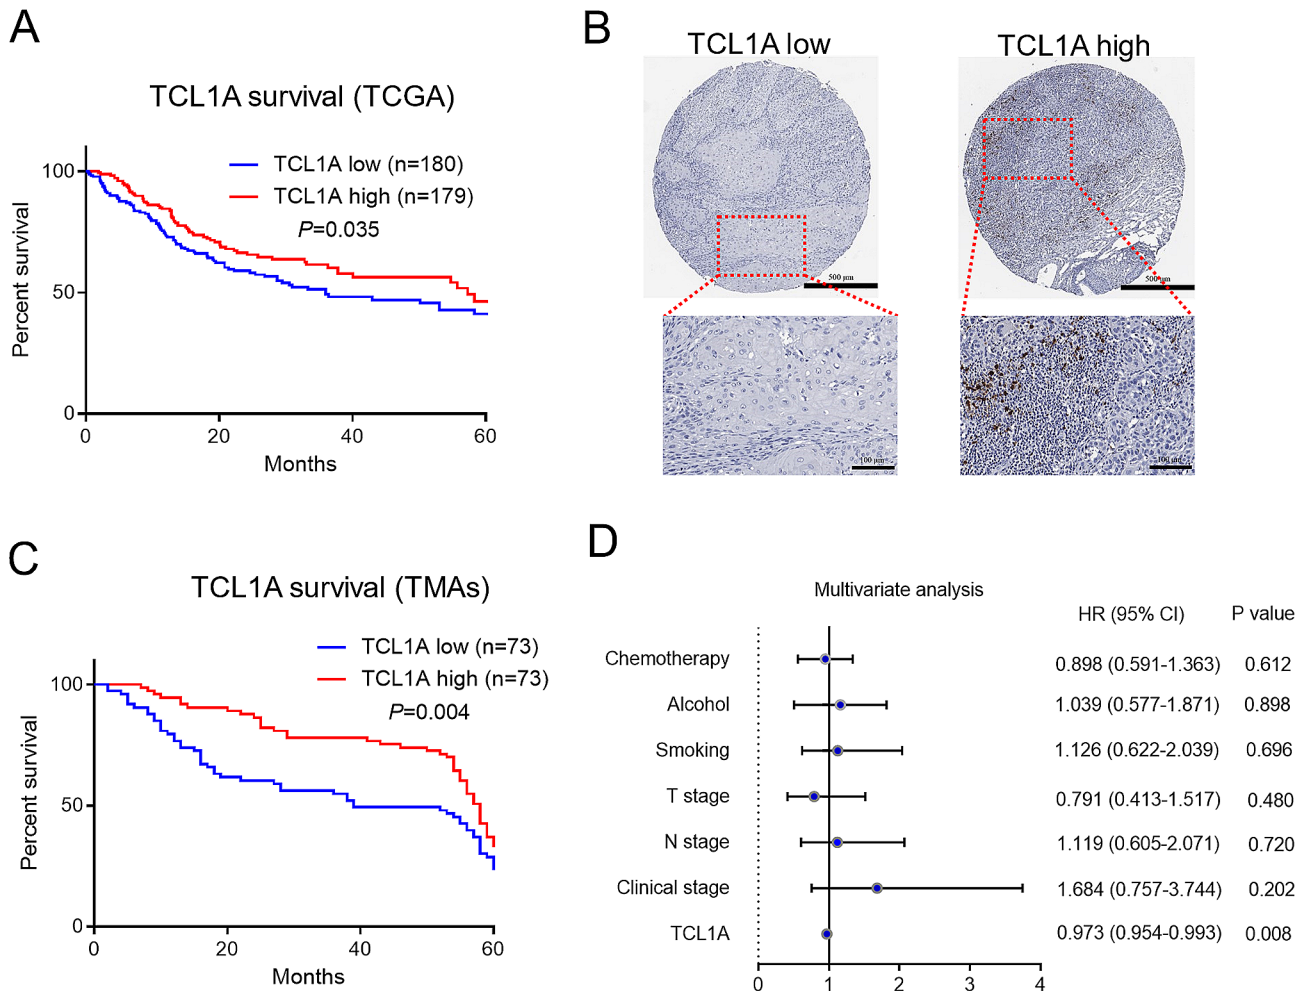 A
TCL1A survival (TCGA)
TCL1A low (n=180)
TCL1A high (n=179)
P=0.035
Percent survival
100
50
0
0 20 40 60
Months
B
TCL1A low
TCL1A high
500 μm
500 μm
100 μm
100 μm
C
TCL1A survival (TMAs)
TCL1A low (n=73)
TCL1A high (n=73)
P=0.004
Percent survival
100
50
0
0 20 40 60
Months
D
Multivariate analysis
HR (95% CI) P value
Chemotherapy 0.898 (0.591-1.363) 0.612
Alcohol 1.039 (0.577-1.871) 0.898
Smoking 1.126 (0.622-2.039) 0.696
T stage 0.791 (0.413-1.517) 0.480
N stage 1.119 (0.605-2.071) 0.720
Clinical stage 1.684 (0.757-3.744) 0.202
TCL1A 0.973 (0.954-0.993) 0.008
0 1 2 3 4